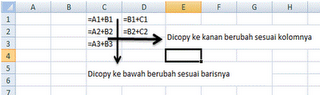 A B C D E F G H I
1 =A1+B1 =B1+C1
2 =A2+B2 =B2+C2 Dicopy ke kanan berubah sesuai kolomnya
3 =A3+B3
4
5 Dicopy ke bawah berubah sesuai barisnya
6
7